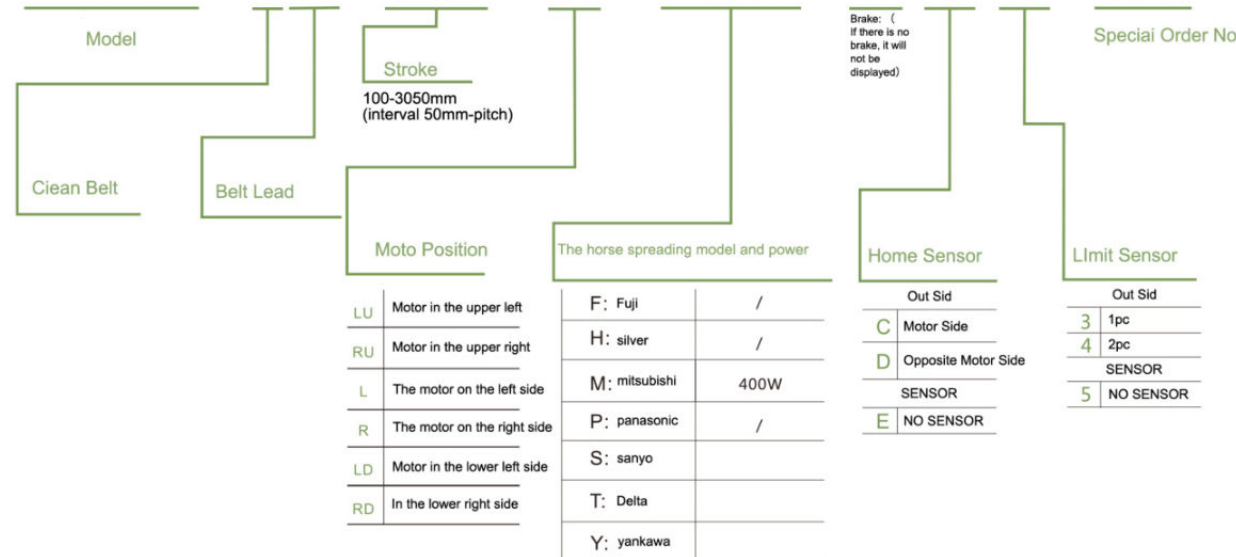 Model
Clean Belt
Belt Lead
Stroke
100-3050mm
(interval 50mm-pitch)
Moto Position
LU Motor in the upper left
RU Motor in the upper right
L The motor on the left side
R The motor on the right side
LD Motor in the lower left side
RD In the lower right side
The horse spreading model and power
F: Fuji /
H: silver /
M: mitsubishi 400W
P: panasonic /
S: sanyo
T: Delta
Y: yankawa
Brake: (
If there is no
brake, it will
not be
displayed)
Home Sensor
Out Sid
C Motor Side
D Opposite Motor Side
SENSOR
E NO SENSOR
LImit Sensor
Out Sid
3 1pc
4 2pc
SENSOR
5 NO SENSOR
Speciai Order No